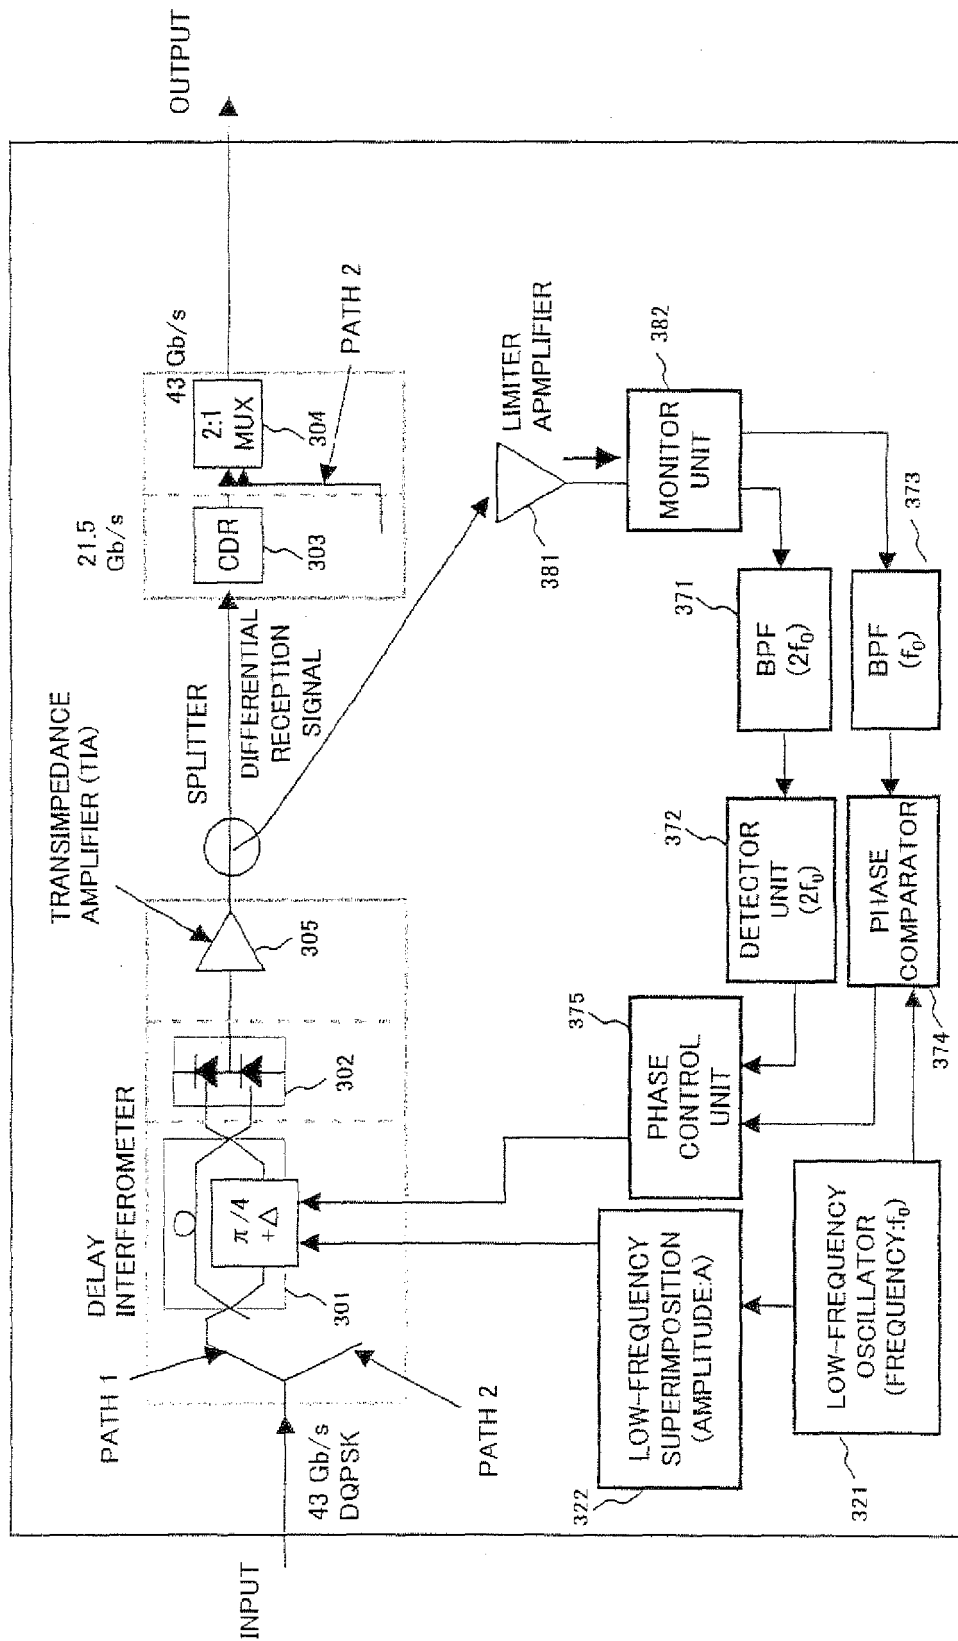 INPUT
43 Gb/s
DQPSK
PATH 1
PATH 2
DELAY
INTERFEROMETER
π/4
+Δ
301
302
TRANSIMPEDANCE
AMPLIFIER (TIA)
305
SPLITTER
DIFFERENTIAL
RECEPTION
SIGNAL
21.5
Gb/s
CDR
303
43 Gb/s
2:1
MUX
304
PATH 2
OUTPUT
LIMITER
APMPLIFIER
381
MONITOR
UNIT
382
371
BPF
(2f₀)
373
BPF
(f₀)
372
DETECTOR
UNIT
(2f₀)
PHASE
COMPARATOR
374
375
PHASE
CONTROL
UNIT
LOW-FREQUENCY
SUPERIMPOSITION
(AMPLITUDE:A)
322
LOW-FREQUENCY
OSCILLATOR
(FREQUENCY:f₀)
321